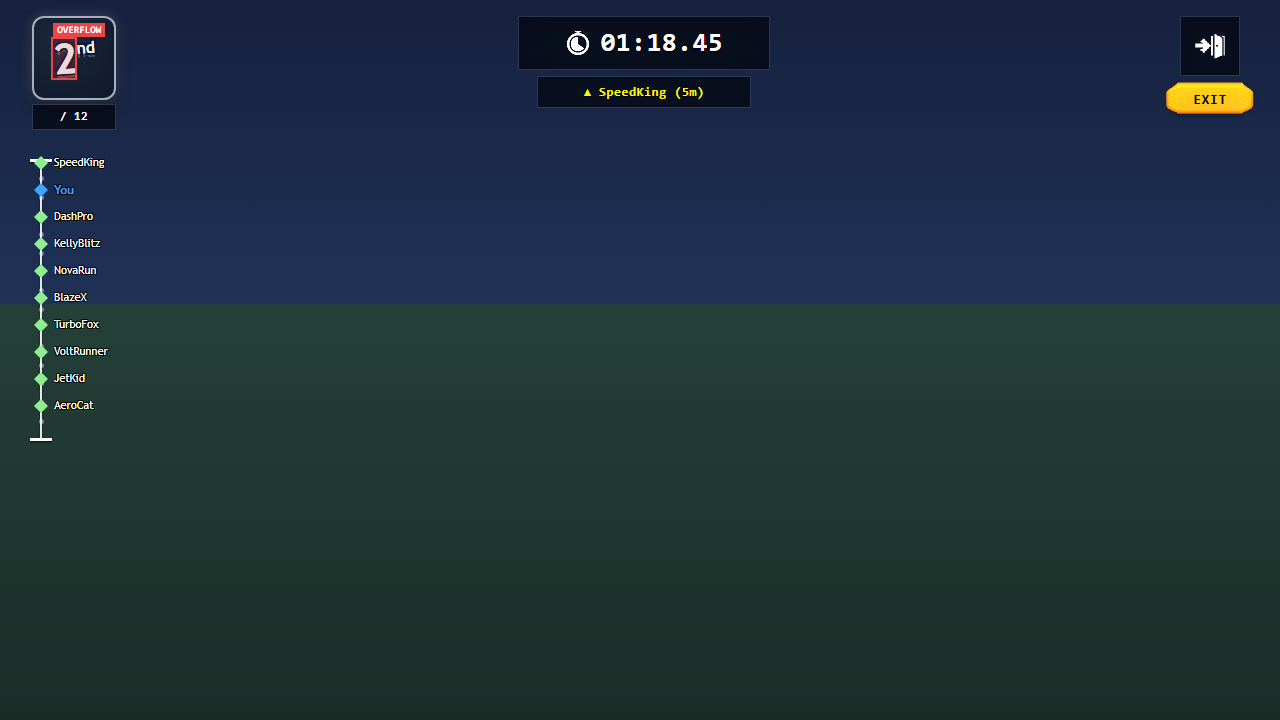 OVERFLOW
2nd
/ 12
01:18.45
▲ SpeedKing (5m)
EXIT
SpeedKing
You
DashPro
KellyBlitz
NovaRun
BlazeX
TurboFox
VoltRunner
JetKid
AeroCat